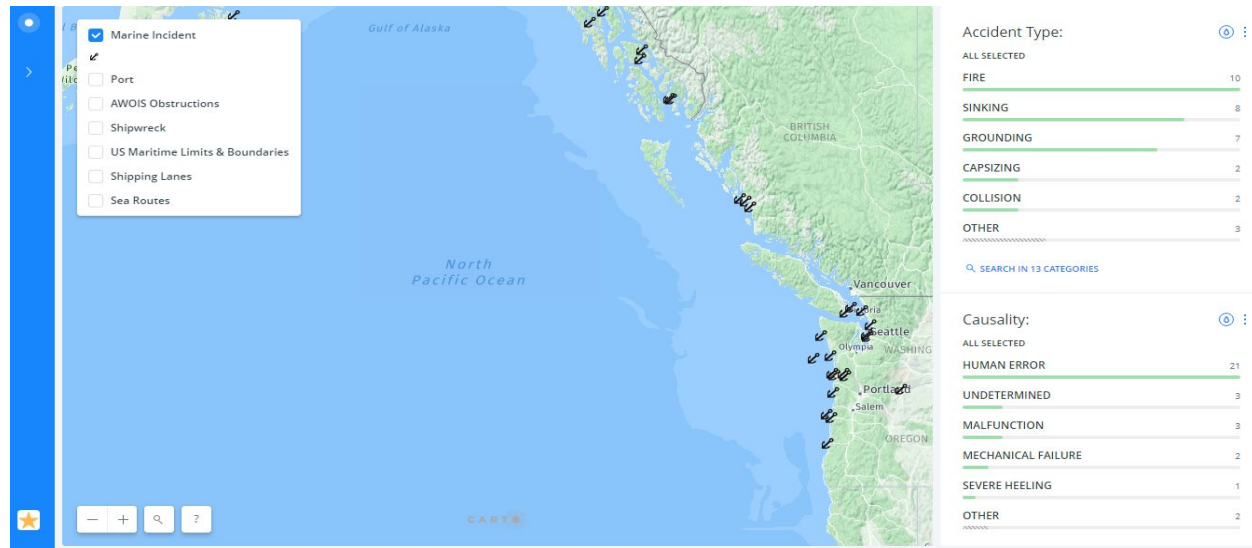 Marine Incident
Port
AWOIS Obstructions
Shipwreck
US Maritime Limits & Boundaries
Shipping Lanes
Sea Routes
Gulf of Alaska
BRITISH
COLUMBIA
North
Pacific Ocean
Vancouver
Seattle
Olympia
WASHING
Portland
Salem
OREGON
CARTO
?
Accident Type:
ALL SELECTED
FIRE 10
SINKING 8
GROUNDING 7
CAPSIZING 2
COLLISION 2
OTHER 3
SEARCH IN 13 CATEGORIES
Causality:
ALL SELECTED
HUMAN ERROR 21
UNDETERMINED 3
MALFUNCTION 3
MECHANICAL FAILURE 2
SEVERE HEELING 1
OTHER 2